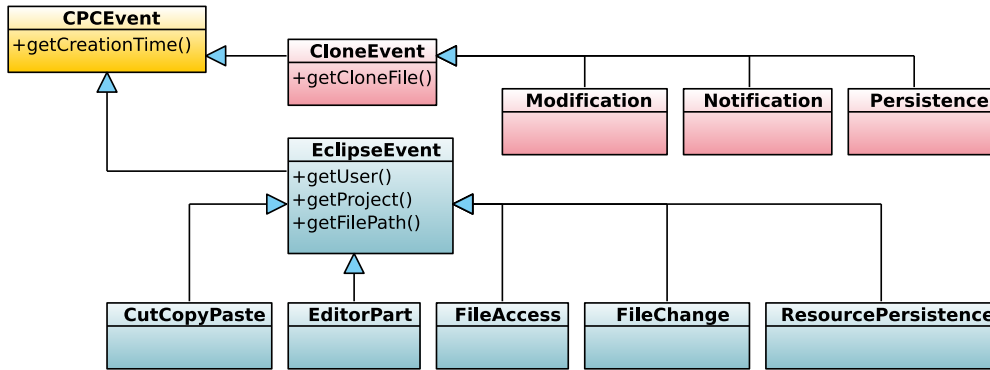 CPCEvent
+getCreationTime()
CloneEvent
+getCloneFile()
Modification
Notification
Persistence
EclipseEvent
+getUser()
+getProject()
+getFilePath()
CutCopyPaste
EditorPart
FileAccess
FileChange
ResourcePersistence